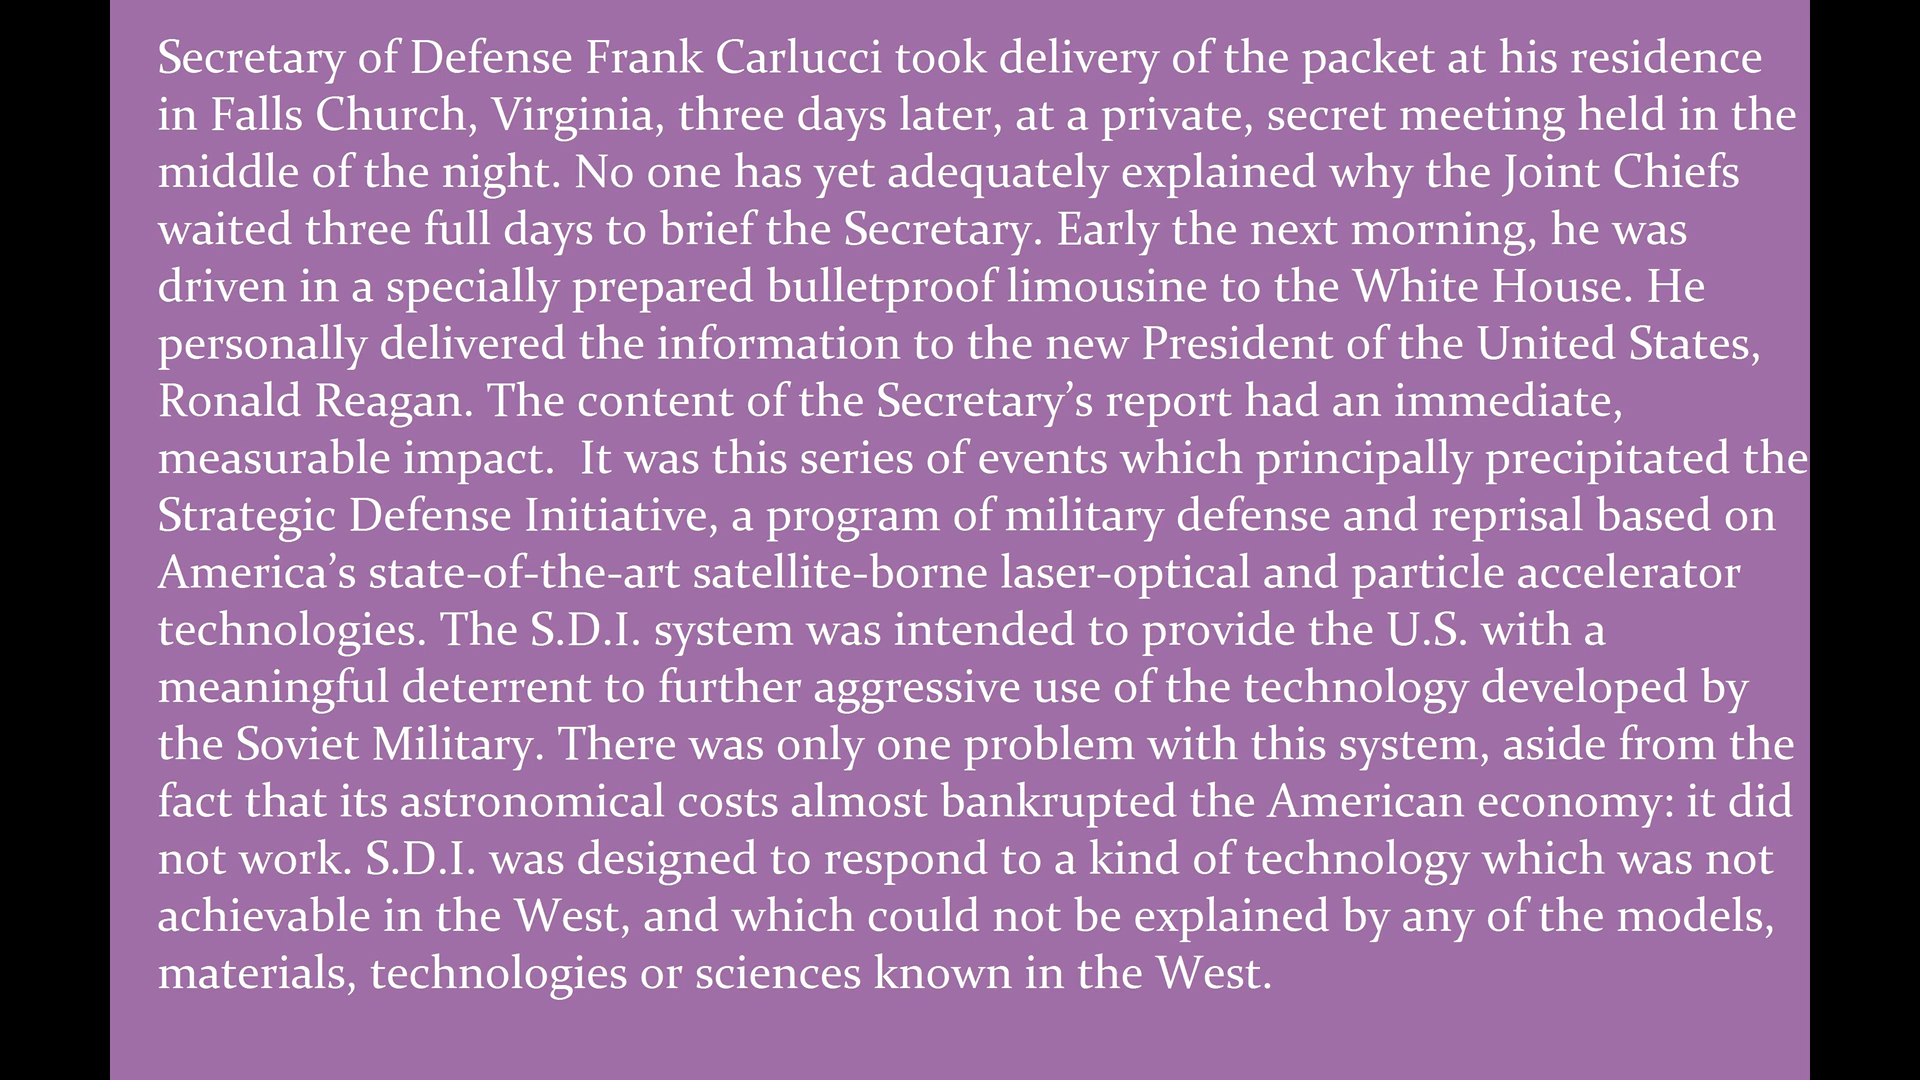 Secretary of Defense Frank Carlucci took delivery of the packet at his residence
in Falls Church, Virginia, three days later, at a private, secret meeting held in the
middle of the night. No one has yet adequately explained why the Joint Chiefs
waited three full days to brief the Secretary. Early the next morning, he was
driven in a specially prepared bulletproof limousine to the White House. He
personally delivered the information to the new President of the United States,
Ronald Reagan. The content of the Secretary’s report had an immediate,
measurable impact.  It was this series of events which principally precipitated the
Strategic Defense Initiative, a program of military defense and reprisal based on
America’s state-of-the-art satellite-borne laser-optical and particle accelerator
technologies. The S.D.I. system was intended to provide the U.S. with a
meaningful deterrent to further aggressive use of the technology developed by
the Soviet Military. There was only one problem with this system, aside from the
fact that its astronomical costs almost bankrupted the American economy: it did
not work. S.D.I. was designed to respond to a kind of technology which was not
achievable in the West, and which could not be explained by any of the models,
materials, technologies or sciences known in the West.